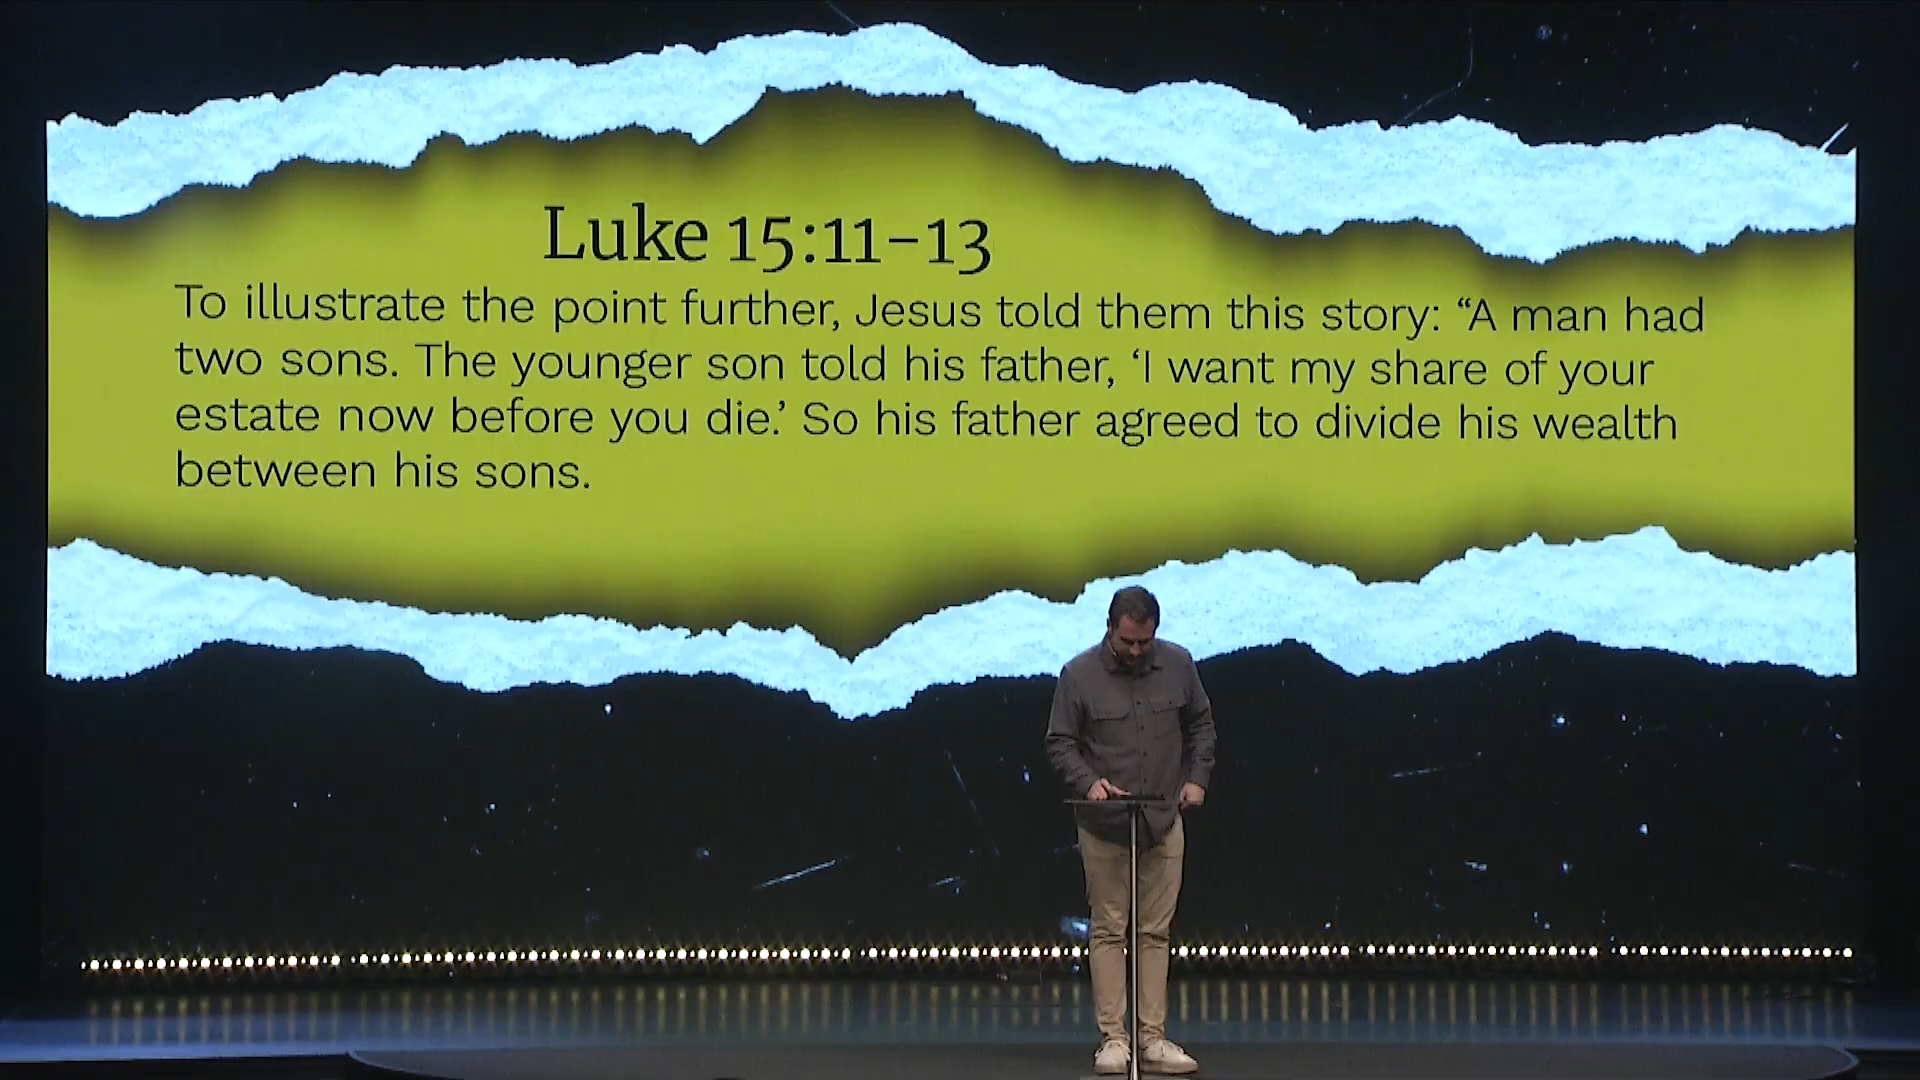 Luke 15:11–13
To illustrate the point further, Jesus told them this story: “A man had
two sons. The younger son told his father, ‘I want my share of your
estate now before you die.’ So his father agreed to divide his wealth
between his sons.